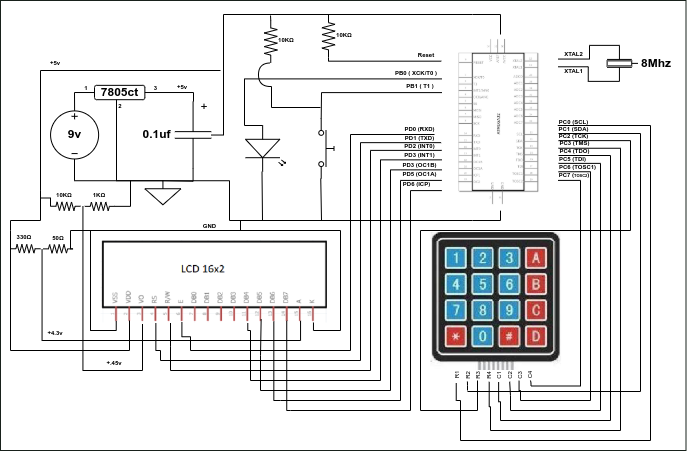 10KΩ
10KΩ
Reset
XTAL2
XTAL1
8Mhz
+5v
PB0 ( XCK/T0 )
PB1 ( T1 )
1
7805ct
3
+5v
2
+
9v
0.1uf
PD0 (RXD)
PD1 (TXD)
PD2 (INT0)
PD3 (INT1)
PD3 (OC1B)
PD5 (OC1A)
PD6 (ICP)
PC0 (SCL)
PC1 (SDA)
PC2 (TCK)
PC3 (TMS)
PC4 (TDO)
PC5 (TDI)
PC6 (TOSC1)
PC7 (TOSC2)
10KΩ
1KΩ
330Ω
50Ω
GND
LCD 16x2
VSS VDD VO RS R/W E DB0 DB1 DB2 DB3 DB4 DB5 DB6 DB7 A K
+4.3v
+.45v
1 2 3 A
4 5 6 B
7 8 9 C
* 0 # D
R1 R2 R3 R4 C1 C2 C3 C4